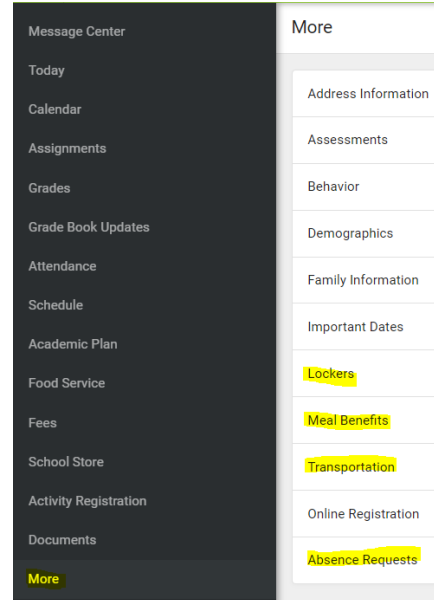 Message Center
Today
Calendar
Assignments
Grades
Grade Book Updates
Attendance
Schedule
Academic Plan
Food Service
Fees
School Store
Activity Registration
Documents
More
More
Address Information
Assessments
Behavior
Demographics
Family Information
Important Dates
Lockers
Meal Benefits
Transportation
Online Registration
Absence Requests